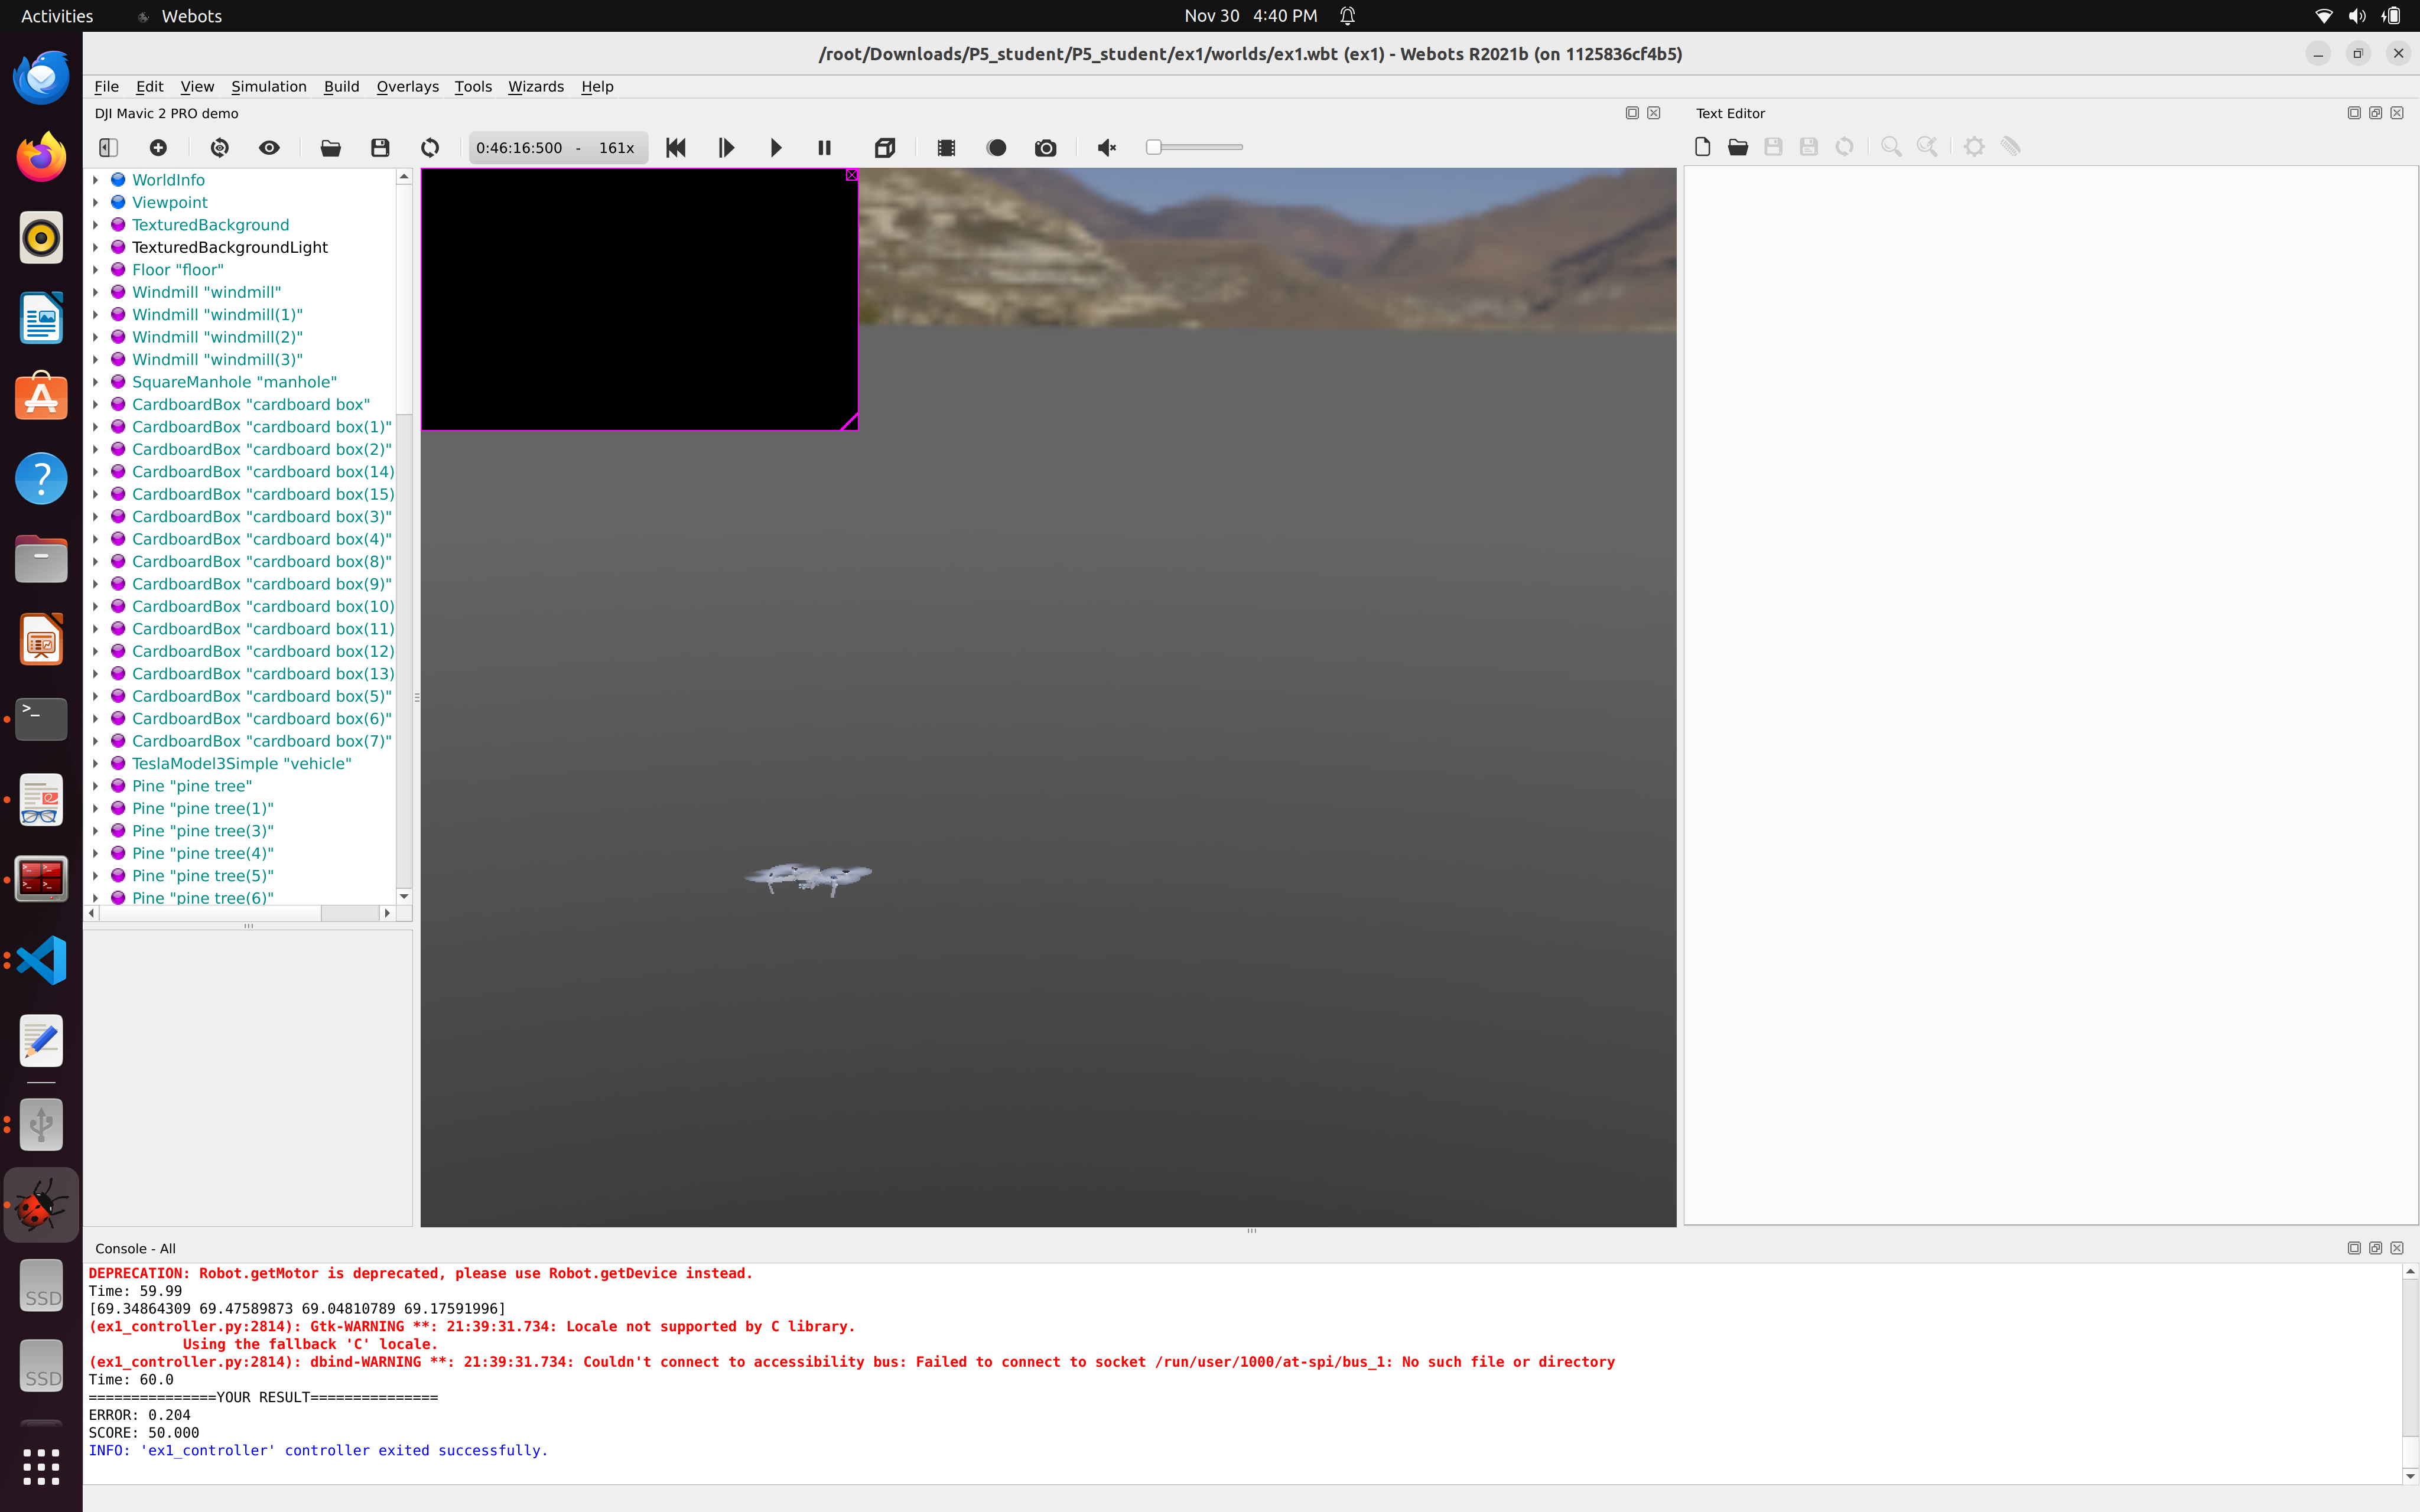 Activities
Webots
Nov 30 4:40 PM
/root/Downloads/P5_student/P5_student/ex1/worlds/ex1.wbt (ex1) - Webots R2021b (on 1125836cf4b5)
File Edit View Simulation Build Overlays Tools Wizards Help
DJI Mavic 2 PRO demo
Text Editor
0:46:16:500 - 161x
WorldInfo
Viewpoint
TexturedBackground
TexturedBackgroundLight
Floor "floor"
Windmill "windmill"
Windmill "windmill(1)"
Windmill "windmill(2)"
Windmill "windmill(3)"
SquareManhole "manhole"
CardboardBox "cardboard box"
CardboardBox "cardboard box(1)"
CardboardBox "cardboard box(2)"
CardboardBox "cardboard box(14)
CardboardBox "cardboard box(15)
CardboardBox "cardboard box(3)"
CardboardBox "cardboard box(4)"
CardboardBox "cardboard box(8)"
CardboardBox "cardboard box(9)"
CardboardBox "cardboard box(10)
CardboardBox "cardboard box(11)
CardboardBox "cardboard box(12)
CardboardBox "cardboard box(13)
CardboardBox "cardboard box(5)"
CardboardBox "cardboard box(6)"
CardboardBox "cardboard box(7)"
TeslaModel3Simple "vehicle"
Pine "pine tree"
Pine "pine tree(1)"
Pine "pine tree(3)"
Pine "pine tree(4)"
Pine "pine tree(5)"
Pine "pine tree(6)"
SSD
SSD
Console - All
DEPRECATION: Robot.getMotor is deprecated, please use Robot.getDevice instead.
Time: 59.99
[69.34864309 69.47589873 69.04810789 69.17591996]
(ex1_controller.py:2814): Gtk-WARNING **: 21:39:31.734: Locale not supported by C library.
Using the fallback 'C' locale.
(ex1_controller.py:2814): dbind-WARNING **: 21:39:31.734: Couldn't connect to accessibility bus: Failed to connect to socket /run/user/1000/at-spi/bus_1: No such file or directory
Time: 60.0
===============YOUR RESULT===============
ERROR: 0.204
SCORE: 50.000
INFO: 'ex1_controller' controller exited successfully.